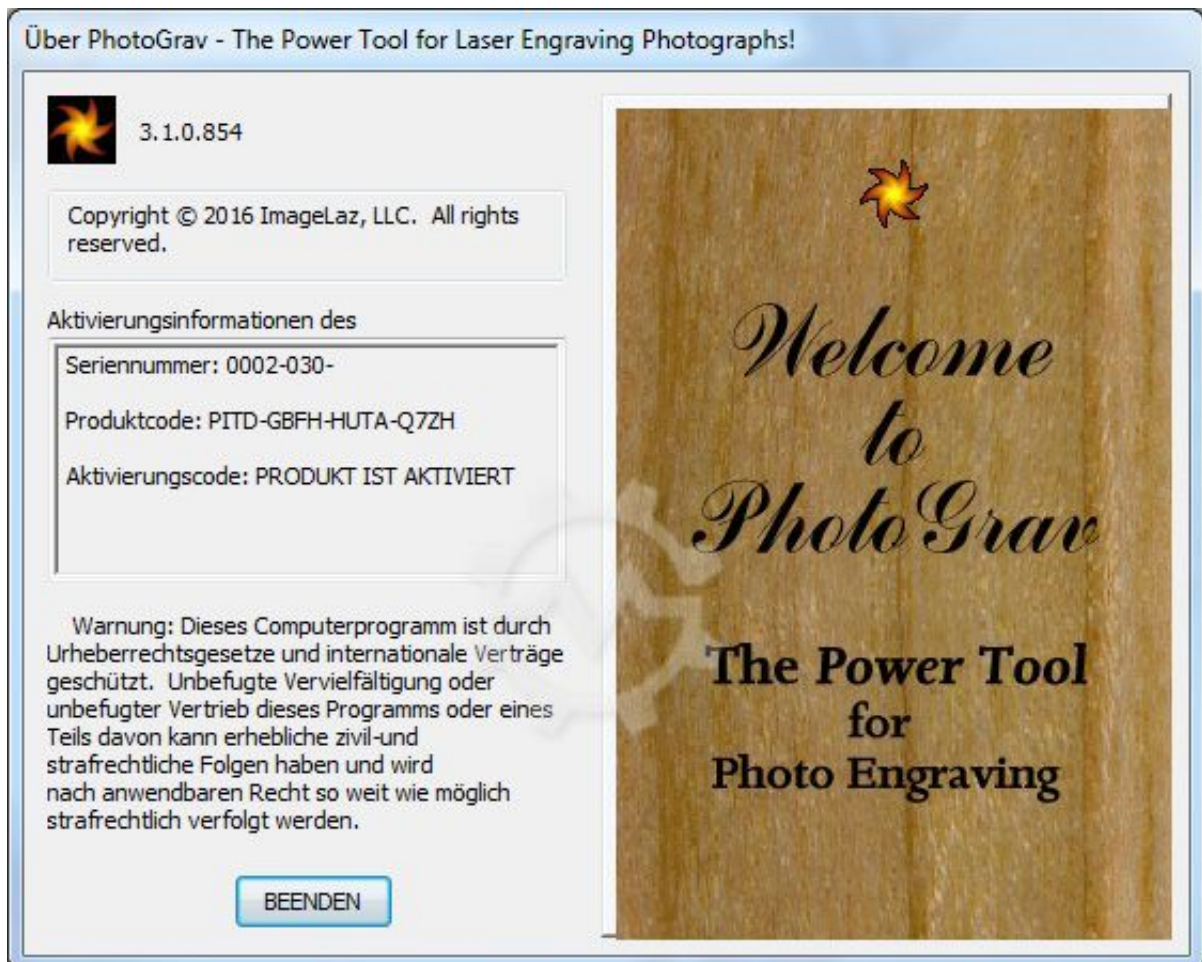 Über PhotoGrav - The Power Tool for Laser Engraving Photographs!
3.1.0.854
Copyright © 2016 ImageLaz, LLC. All rights
reserved.
Aktivierungsinformationen des
Seriennummer: 0002-030-
Produktcode: PITD-GBFH-HUTA-Q7ZH
Aktivierungscode: PRODUKT IST AKTIVIERT
Warnung: Dieses Computerprogramm ist durch
Urheberrechtsgesetze und internationale Verträge
geschützt. Unbefugte Vervielfältigung oder
unbefugter Vertrieb dieses Programms oder eines
Teils davon kann erhebliche zivil-und
strafrechtliche Folgen haben und wird
nach anwendbaren Recht so weit wie möglich
strafrechtlich verfolgt werden.
BEENDEN
Welcome
to
PhotoGrav
The Power Tool
for
Photo Engraving